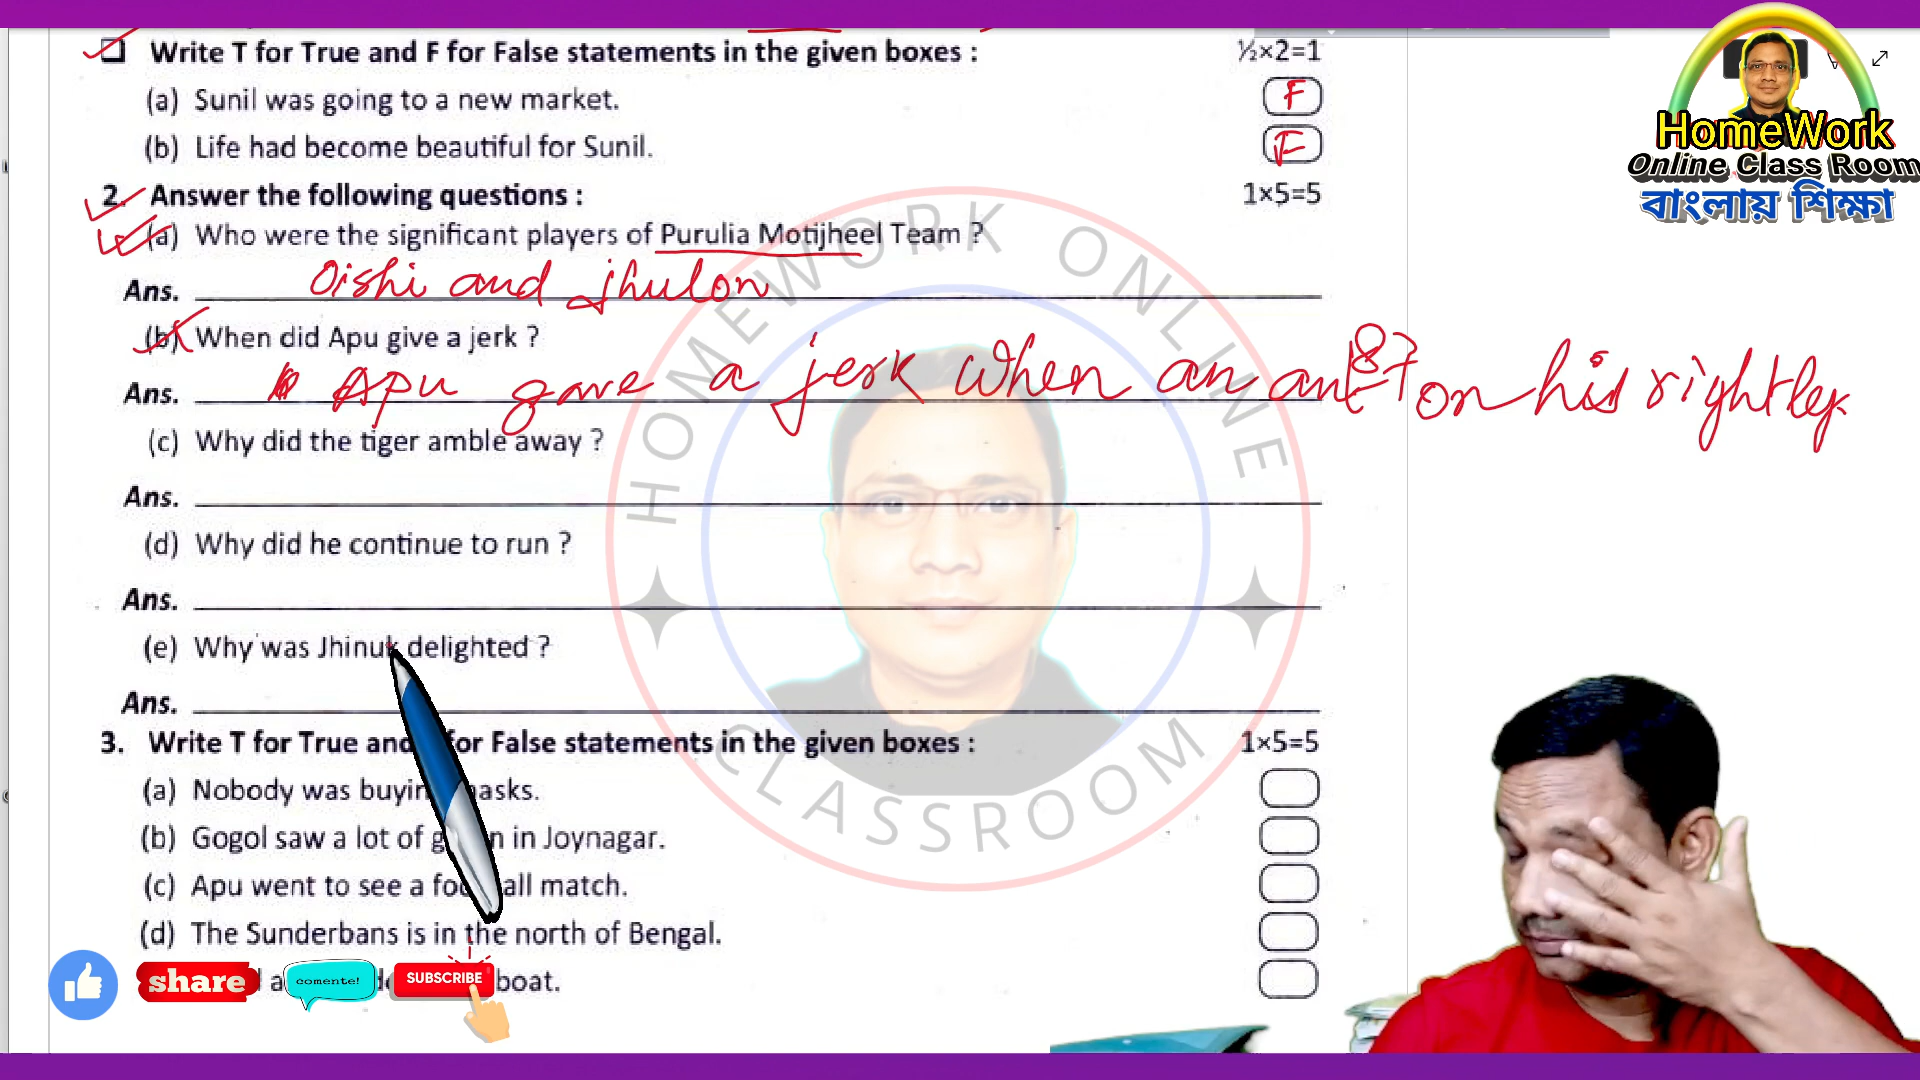 Write T for True and F for False statements in the given boxes : ½×2=1
(a) Sunil was going to a new market. F
(b) Life had become beautiful for Sunil. F
2. Answer the following questions : 1×5=5
(a) Who were the significant players of Purulia Motijheel Team ?
Ans. Oishi and Jhulon
(b) When did Apu give a jerk ?
Ans. Apu gave a jerk when an ant on his right leg
(c) Why did the tiger amble away ?
Ans.
(d) Why did he continue to run ?
Ans.
(e) Why was Jhinuk delighted ?
Ans.
3. Write T for True and for False statements in the given boxes : 1×5=5
(a) Nobody was buying masks.
(b) Gogol saw a lot of in Joynagar.
(c) Apu went to see a football match.
(d) The Sunderbans is in the north of Bengal.
boat.
share
comente!
SUBSCRIBE
HomeWork
Online Class Room
বাংলায় শিক্ষা
HOMEWORK ONLINE
CLASSROOM